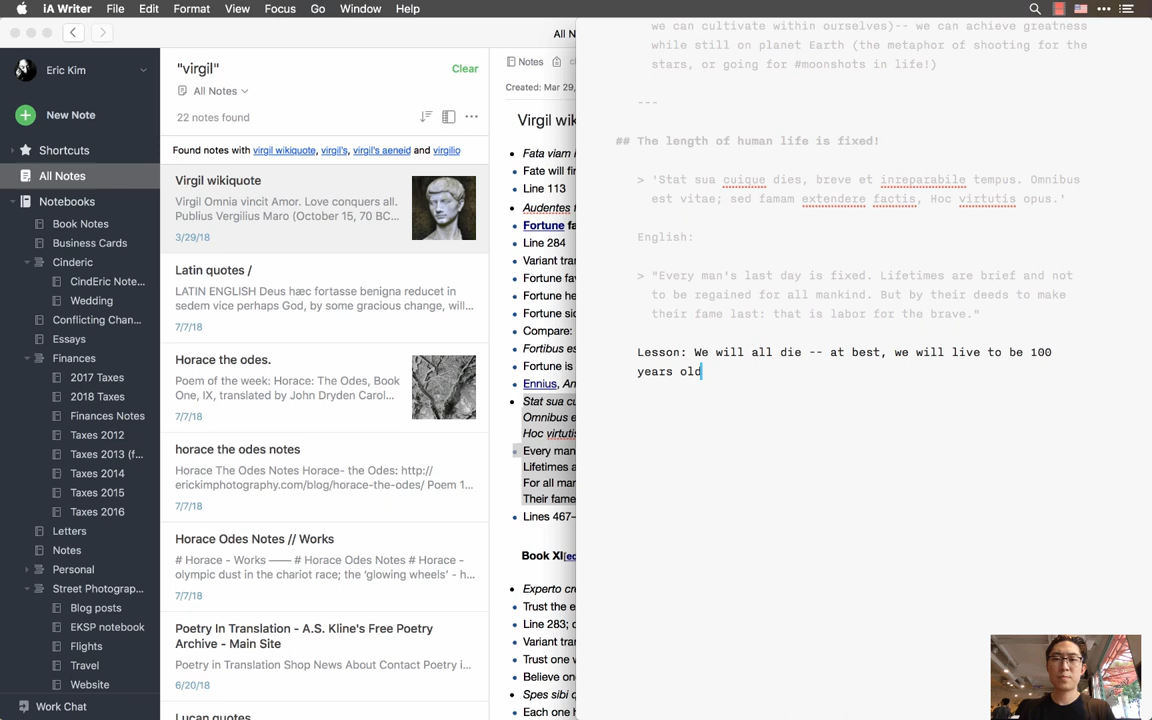 iA Writer File Edit Format View Focus Go Window Help
All N
Eric Kim
New Note
Shortcuts
All Notes
Notebooks
Book Notes
Business Cards
Cinderic
CindEric Note...
Wedding
Conflicting Chan...
Essays
Finances
2017 Taxes
2018 Taxes
Finances Notes
Taxes 2012
Taxes 2013 (f...
Taxes 2014
Taxes 2015
Taxes 2016
Letters
Notes
Personal
Street Photograp...
Blog posts
EKSP notebook
Flights
Travel
Website
Work Chat
"virgil"
Clear
All Notes
22 notes found
Found notes with virgil wikiquote, virgil's, virgil's aeneid and virgilio
Virgil wikiquote
Virgil Omnia vincit Amor. Love conquers all.
Publius Vergilius Maro (October 15, 70 BC...
3/29/18
Latin quotes /
LATIN ENGLISH Deus hæc fortasse benigna reducet in
sedem vice perhaps God, by some gracious change, will...
7/7/18
Horace the odes.
Poem of the week: Horace: The Odes, Book
One, IX, translated by John Dryden Carol...
7/7/18
horace the odes notes
Horace The Odes Notes Horace- the Odes: http://
erickimphotography.com/blog/horace-the-odes/ Poem 1...
7/7/18
Horace Odes Notes // Works
# Horace - Works —— # Horace Odes Notes # Horace -
olympic dust in the chariot race; the 'glowing wheels' - h...
7/7/18
Poetry In Translation - A.S. Kline's Free Poetry
Archive - Main Site
Poetry in Translation Shop News About Contact Poetry i...
6/20/18
Lucan quotes
Notes
Created: Mar 29,
Virgil wik
Fata viam i
Fate will fir
Line 113
Audentes f
Fortune fa
Line 284
Variant trar
Fortune fav
Fortune he
Fortune sic
Compare:
Fortibus es
Fortune is
Ennius, An
Stat sua cu
Omnibus e
Hoc virtuti
Every man
Lifetimes a
For all mar
Their fame
Lines 467–
Book XI[ed
Experto cr
Trust the e
Line 283; c
Variant trar
Trust one v
Believe on
Spes sibi q
Each one h
we can cultivate within ourselves)-- we can achieve greatness
while still on planet Earth (the metaphor of shooting for the
stars, or going for #moonshots in life!)
---
## The length of human life is fixed!
> 'Stat sua cuique dies, breve et inreparabile tempus. Omnibus
est vitae; sed famam extendere factis, Hoc virtutis opus.'
English:
> "Every man's last day is fixed. Lifetimes are brief and not
to be regained for all mankind. But by their deeds to make
their fame last: that is labor for the brave."
Lesson: We will all die -- at best, we will live to be 100
years old